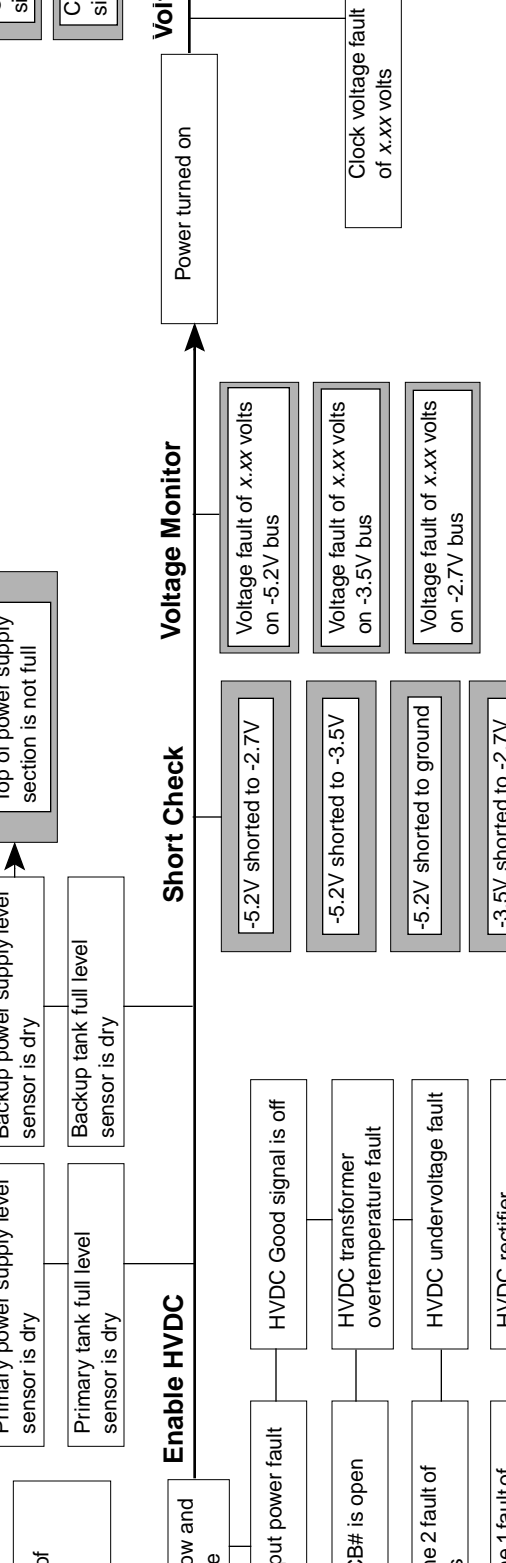 Primary power supply level
sensor is dry
Primary tank full level
sensor is dry
Backup power supply level
sensor is dry
Backup tank full level
sensor is dry
Top of power supply
section is not full
of
Enable HVDC
Short Check
Voltage Monitor
Power turned on
Clock voltage fault
of x.xx volts
and
power fault
is open
fault of
fault of
HVDC Good signal is off
HVDC transformer
overtemperature fault
HVDC undervoltage fault
HVDC rectifier
-5.2V shorted to -2.7V
-5.2V shorted to -3.5V
-5.2V shorted to ground
-3.5V shorted to -2.7V
Voltage fault of x.xx volts
on -5.2V bus
Voltage fault of x.xx volts
on -3.5V bus
Voltage fault of x.xx volts
on -2.7V bus